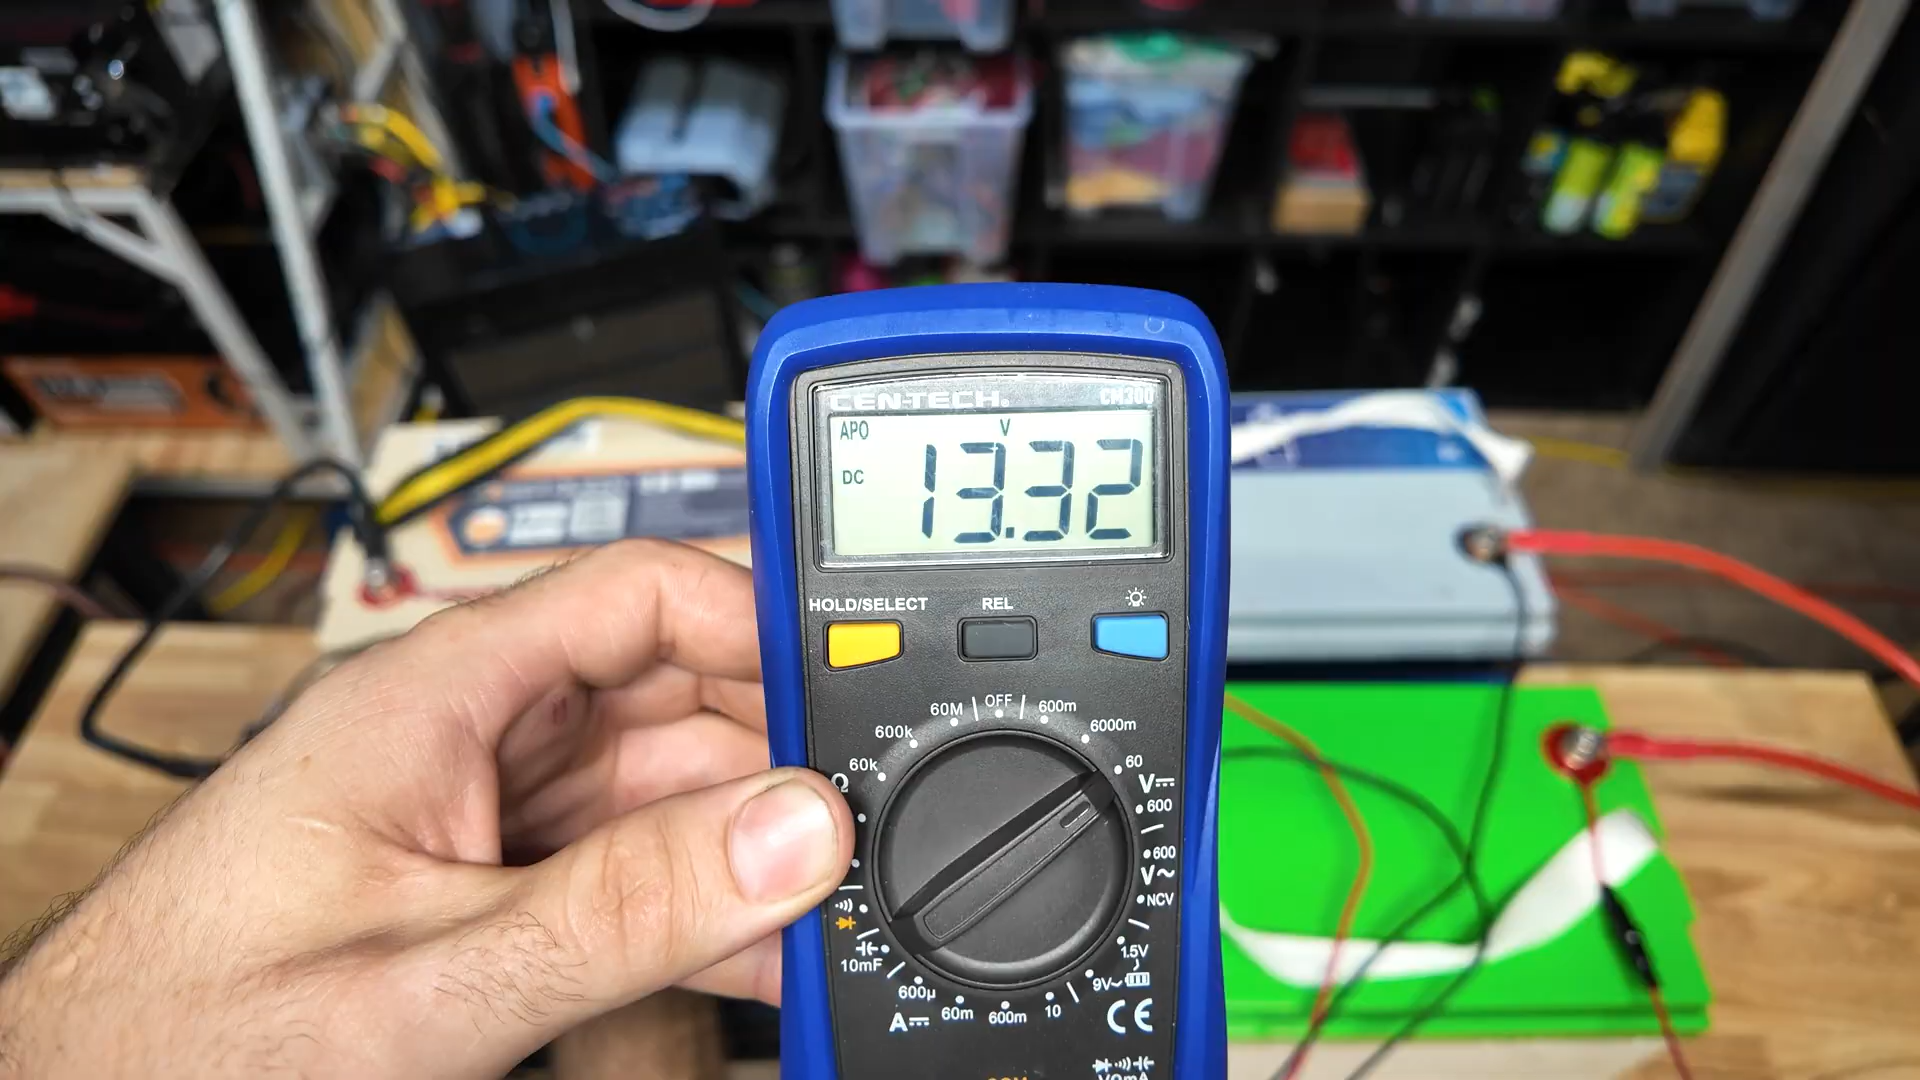 CEN-TECH® CM300
APO V
DC 13.32
HOLD/SELECT REL
OFF
60M 600m
600k 6000m
60k 60
Ω V
600
600
V~
NCV
10mF 1.5V
600µ 9V
A 60m 600m 10 CE
VΩmA